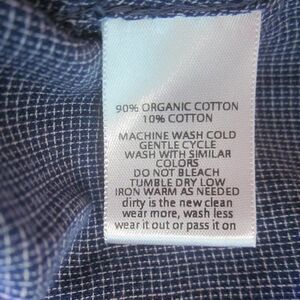 90% ORGANIC COTTON
10% COTTON
MACHINE WASH COLD
GENTLE CYCLE
WASH WITH SIMILAR
COLORS
DO NOT BLEACH
TUMBLE DRY LOW
IRON WARM AS NEEDED
dirty is the new clean
wear more, wash less
wear it out or pass it on